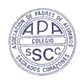 ASOCIACION DE PADRES DE ALUMNOS
APA
COLEGIO
SSCC
SAGRADOS CORAZONES